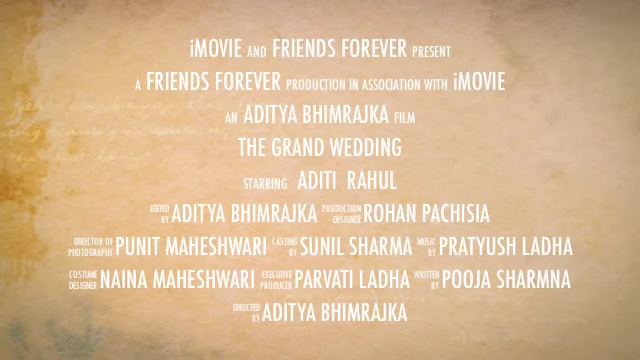 iMOVIE AND FRIENDS FOREVER PRESENT
A FRIENDS FOREVER PRODUCTION IN ASSOCIATION WITH iMOVIE
AN ADITYA BHIMRAJKA FILM
THE GRAND WEDDING
STARRING ADITI RAHUL
EDITED BY ADITYA BHIMRAJKA PRODUCTION DESIGNER ROHAN PACHISIA
DIRECTOR OF PHOTOGRAPHY PUNIT MAHESHWARI CASTING BY SUNIL SHARMA MUSIC BY PRATYUSH LADHA
COSTUME DESIGNER NAINA MAHESHWARI EXECUTIVE PRODUCER PARVATI LADHA WRITTEN BY POOJA SHARMNA
DIRECTED BY ADITYA BHIMRAJKA